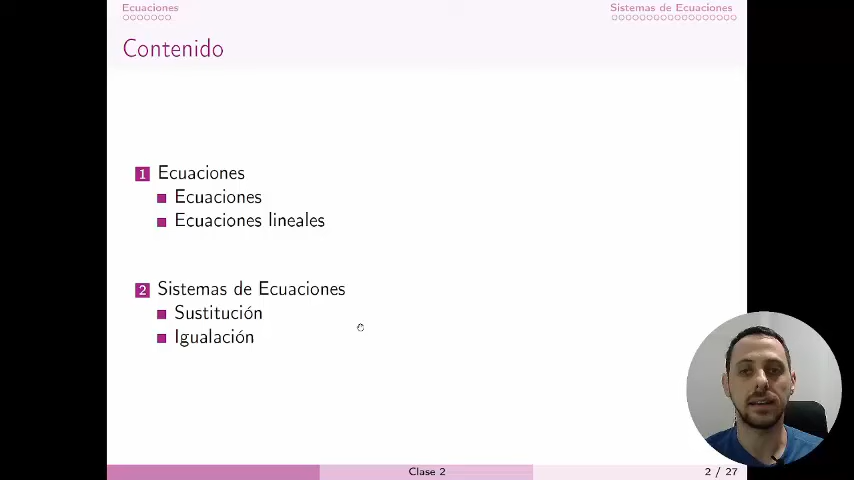 Ecuaciones
Sistemas de Ecuaciones
Contenido
1 Ecuaciones
Ecuaciones
Ecuaciones lineales
2 Sistemas de Ecuaciones
Sustitución
Igualación
Clase 2
2 / 27